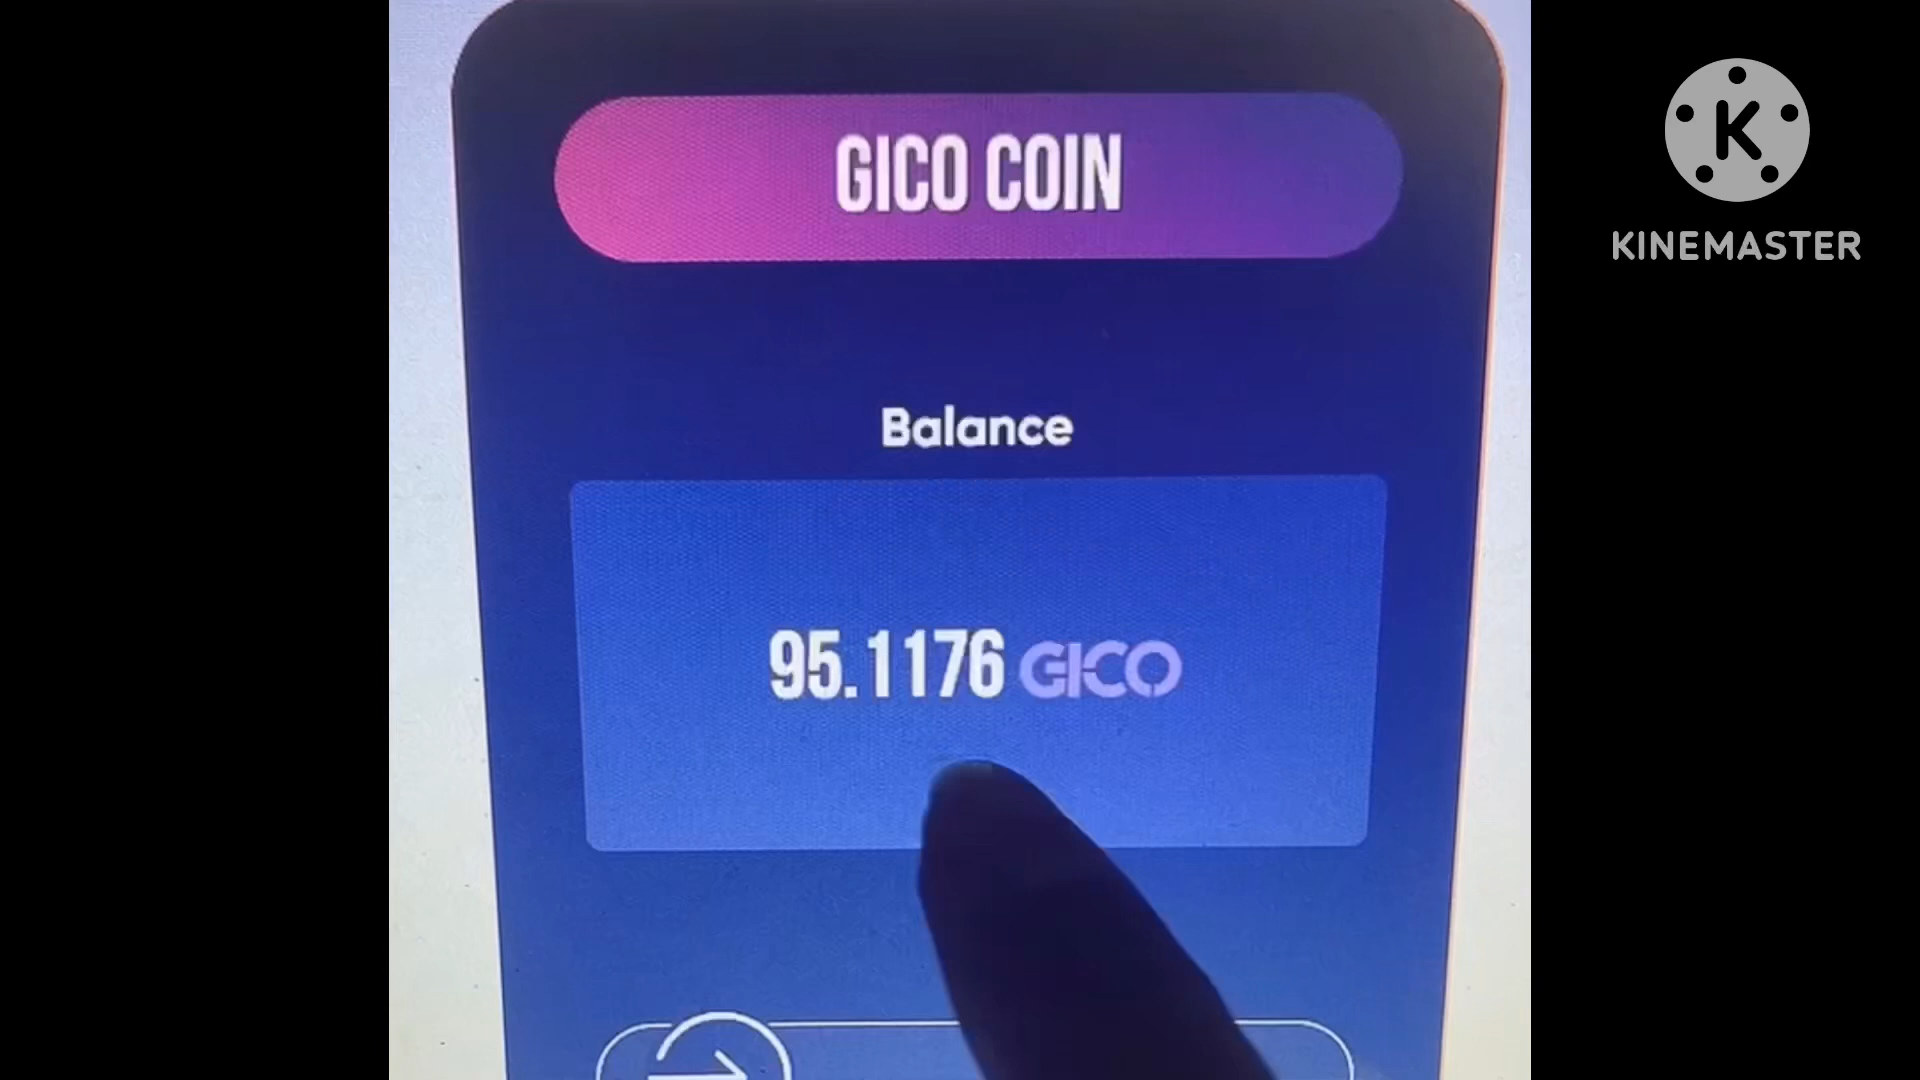 GICO COIN
Balance
95.1176 GICO
K
KINEMASTER